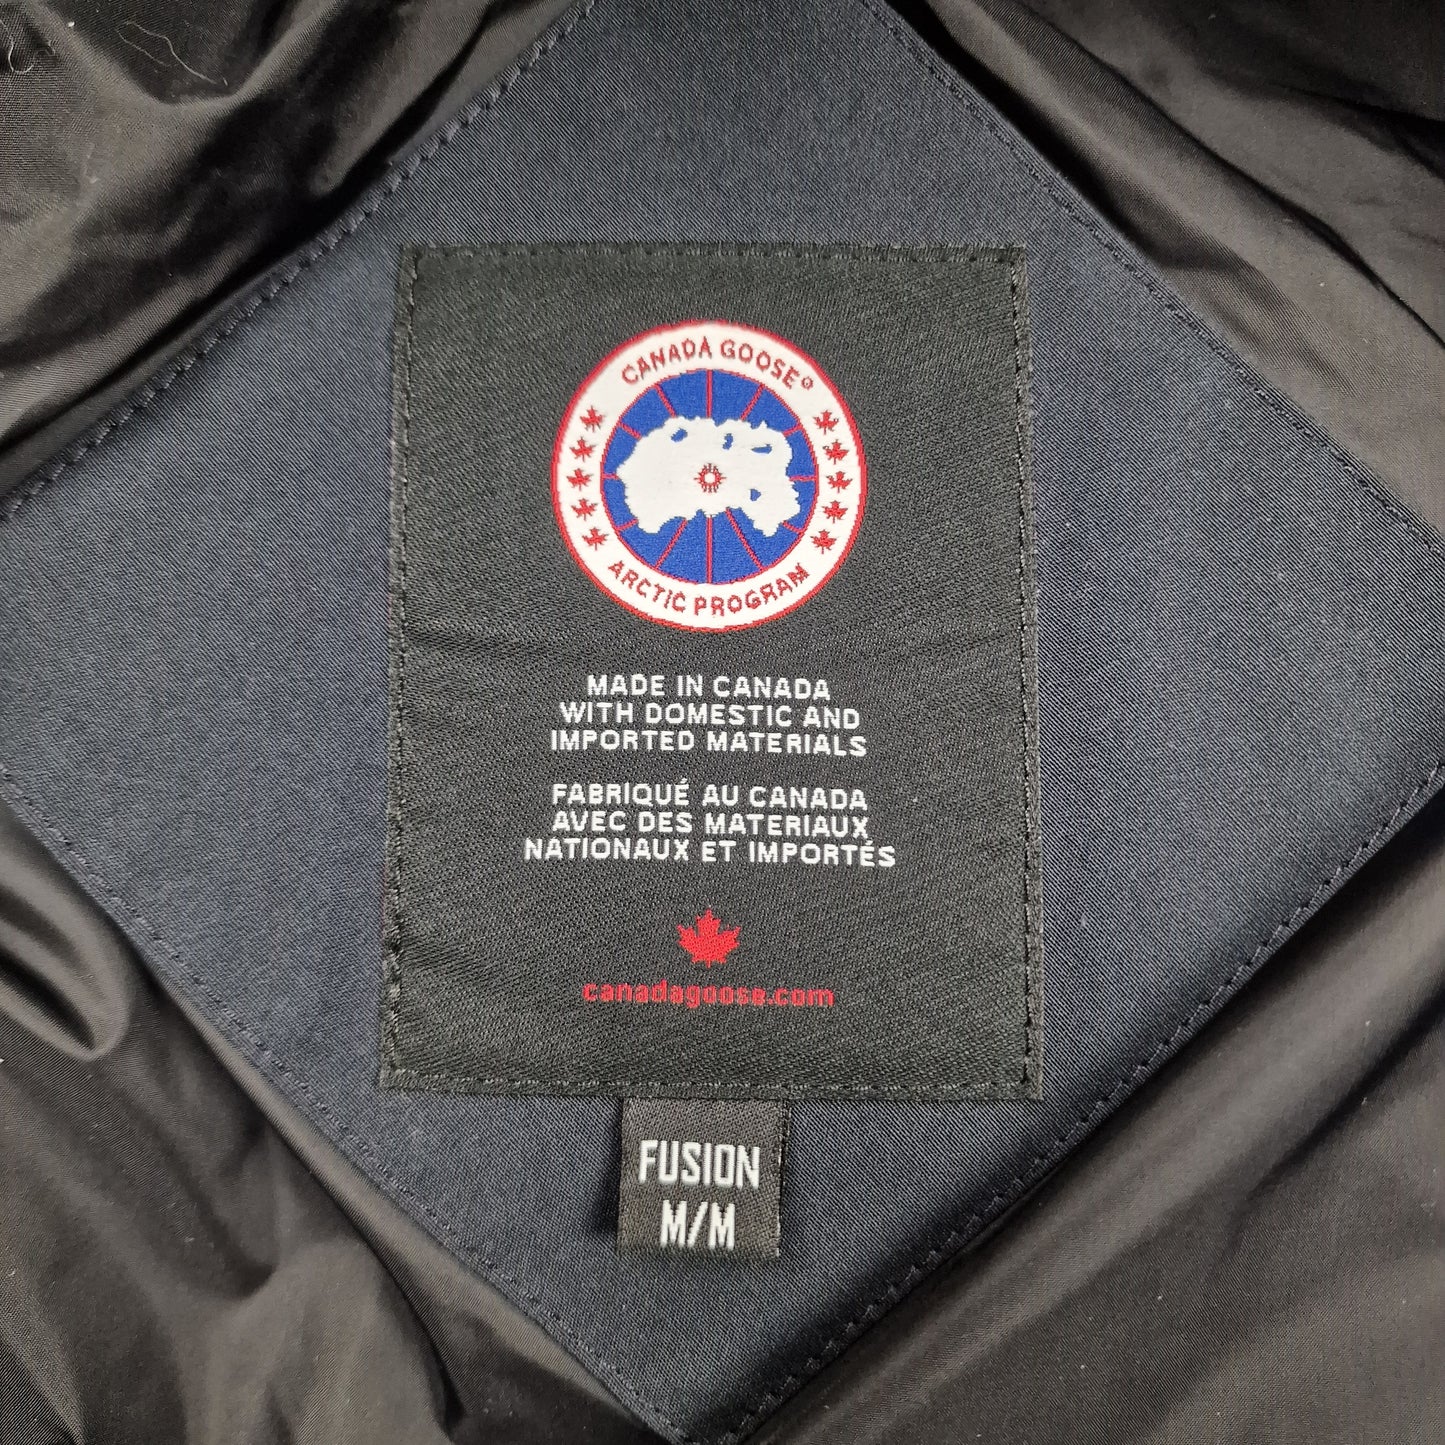 CANADA GOOSE®
ARCTIC PROGRAM
MADE IN CANADA
WITH DOMESTIC AND
IMPORTED MATERIALS
FABRIQUÉ AU CANADA
AVEC DES MATERIAUX
NATIONAUX ET IMPORTÉS
canadagoose.com
FUSION
M/M